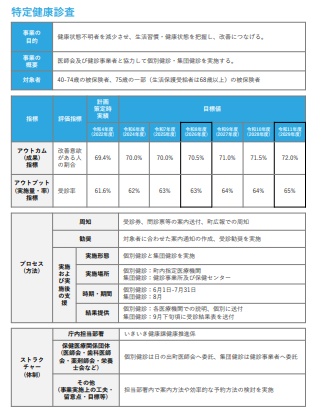 特定健康診査
事業の
目的
健康状態不明者を減少させ、生活習慣・健康状態を把握し、改善につなげる。
事業の
概要
医師会及び健診事業者と協力して個別健診・集団健診を実施する。
対象者
40-74歳の被保険者、75歳の一部（生活保護受給者は68歳以上）の被保険者
指標
評価指標
計画
策定時
実績
目標値
令和4年度
(2022年度)
令和6年度
(2024年度)
令和7年度
(2025年度)
令和8年度
(2026年度)
令和9年度
(2027年度)
令和10年度
(2028年度)
令和11年度
(2029年度)
アウトカム
（成果）
指標
改善意欲
がある人
の割合
69.4%
70.0%
70.0%
70.5%
71.0%
71.5%
72.0%
アウトプット
（実施量・率）
指標
受診率
61.6%
62%
63%
63%
64%
64%
65%
プロセス
（方法）
周知
受診券、問診票等の案内送付、町広報での周知
勧奨
対象者に合わせた案内通知の作成、受診勧奨を実施
実施
およ
び実
施後
の支
援
実施形態
個別健診と集団健診を実施
実施場所
個別健診：町内指定医療機関
集団健診：健診事業所及び保健センター
時期・期間
個別健診：6月1日-7月31日
集団健診：8月
結果提供
個別健診：各医療機関での説明、個別に送付
集団健診：9月下旬頃に受診結果表を送付
ストラク
チャー
（体制）
庁内担当部署
いきいき健康課健康推進係
保健医療関係団体
（医師会・歯科医師
会・薬剤師会・栄養
士会など）
個別健診は日の出町医師会へ委託、集団健診は健診事業者へ委託
その他
（事業実施上の工夫・
留意点・目標等）
担当部署内で案内方法や効率的な予約方法の検討を実施